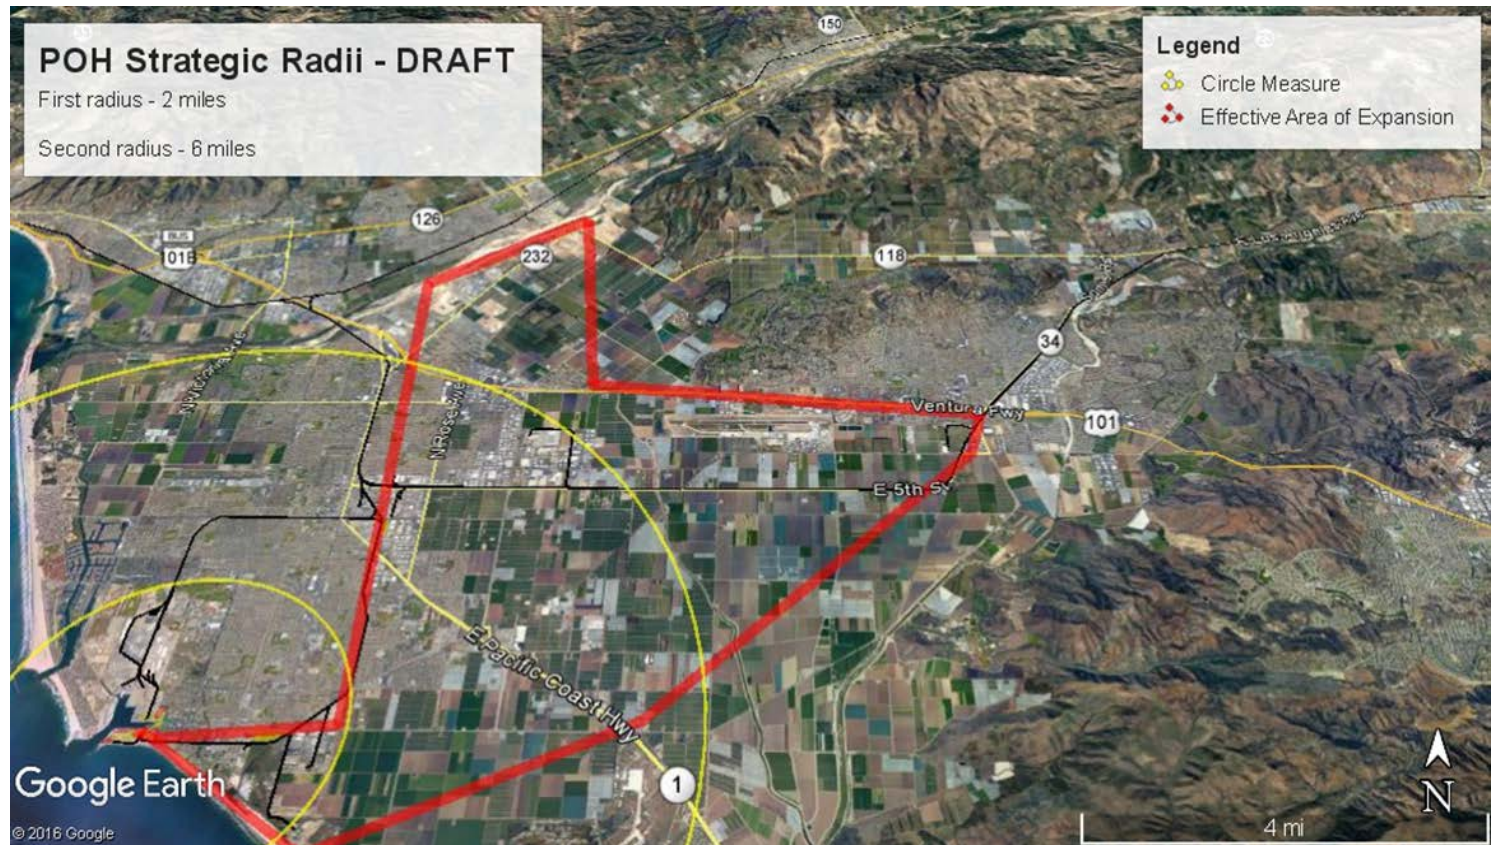 POH Strategic Radii - DRAFT
First radius - 2 miles
Second radius - 6 miles
Legend
Circle Measure
Effective Area of Expansion
150
126
BUS
101B
232
118
34
N Rose Ave
Ventura Fwy
101
E 5th St
E Pacific Coast Hwy
1
Google Earth
© 2016 Google
N
4 mi